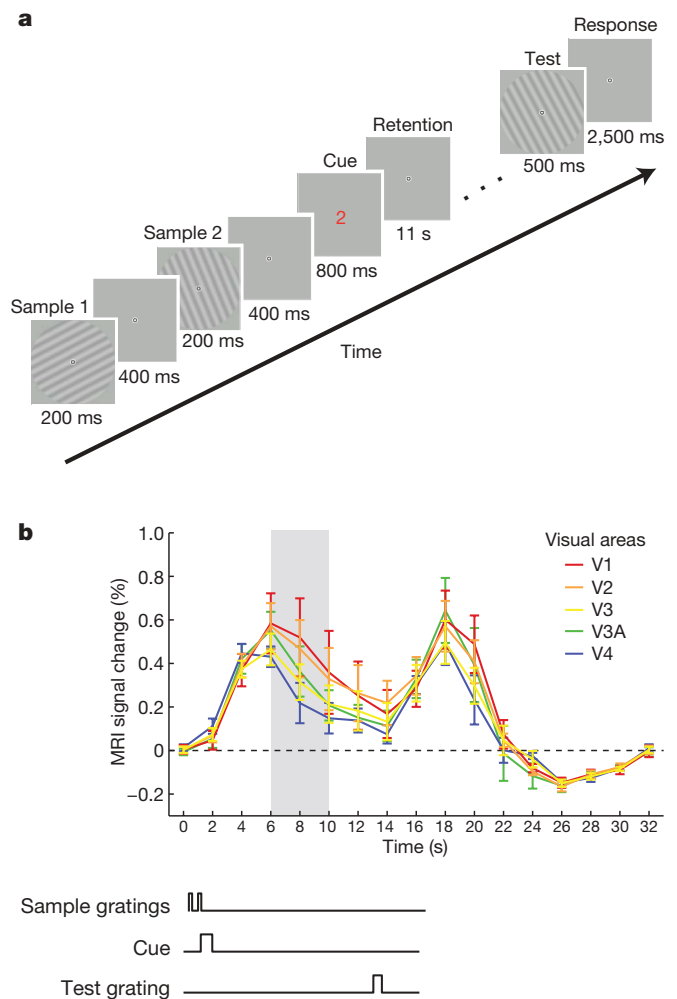 a
Response
Test
2,500 ms
500 ms
Retention
11 s
Cue
2
800 ms
Sample 2
400 ms
200 ms
Sample 1
400 ms
200 ms
Time
b
MRI signal change (%)
1.0
0.8
0.6
0.4
0.2
0
−0.2
Visual areas
V1
V2
V3
V3A
V4
0 2 4 6 8 10 12 14 16 18 20 22 24 26 28 30 32
Time (s)
Sample gratings
Cue
Test grating